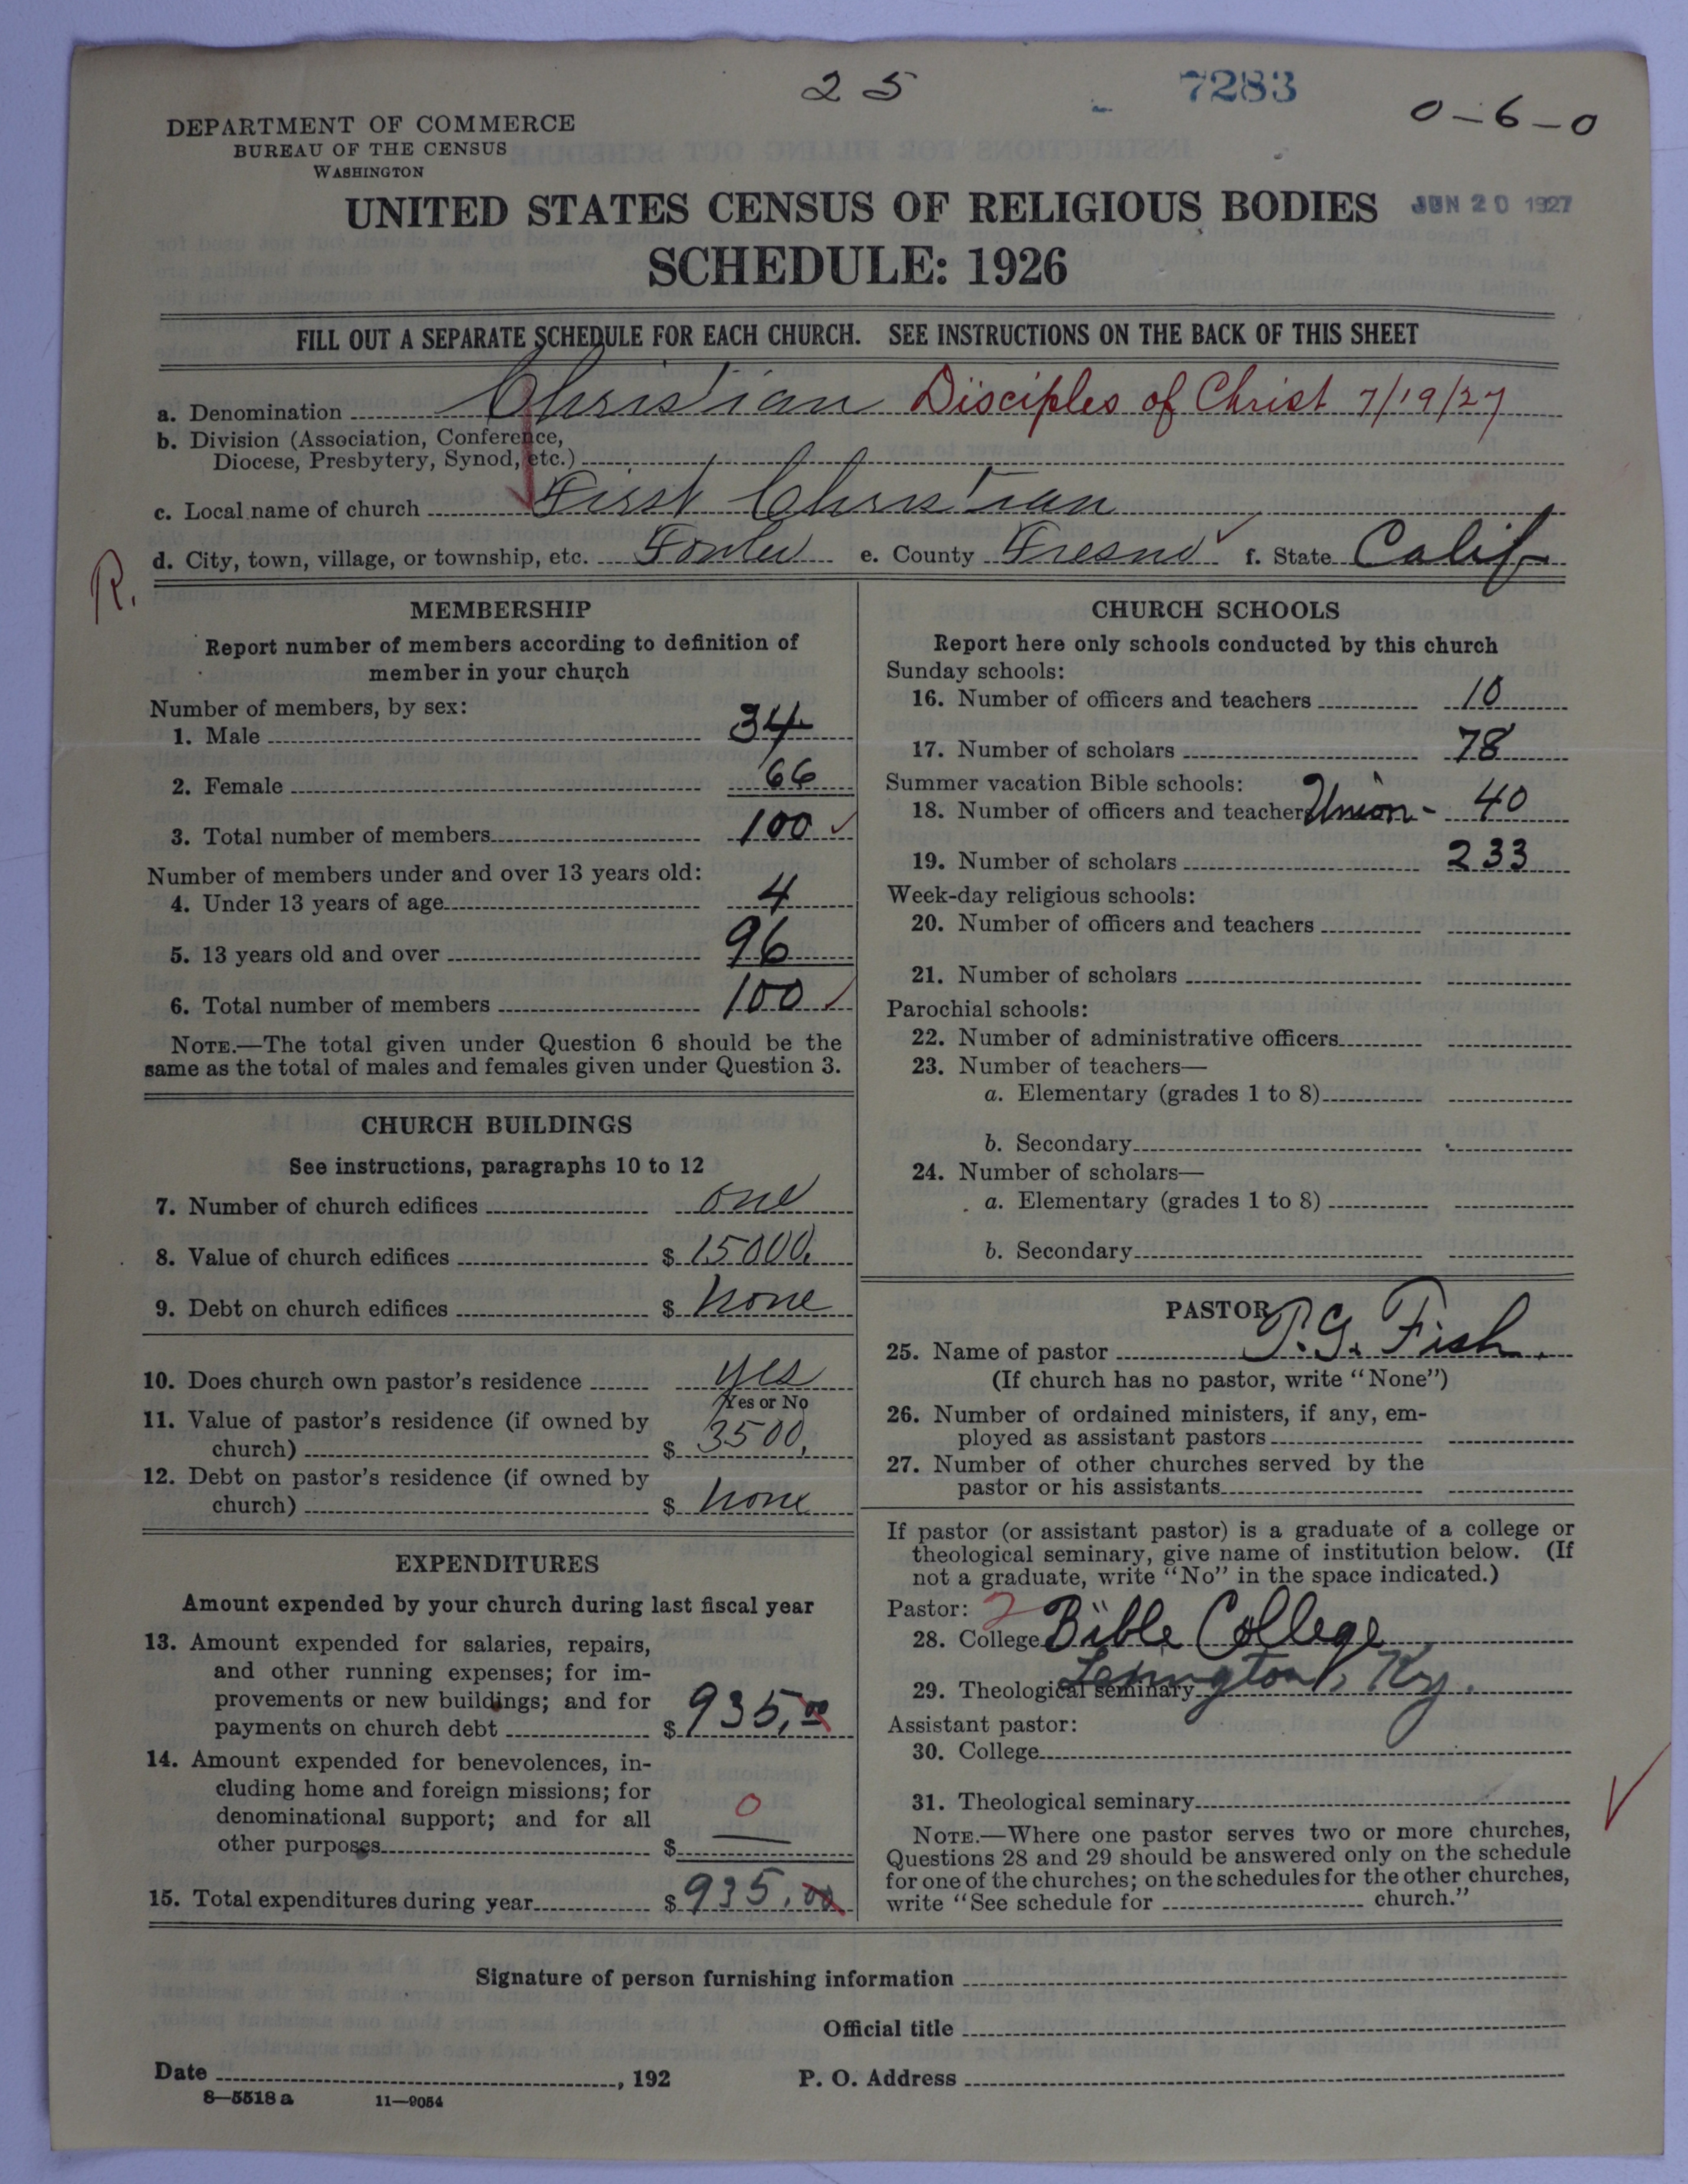 25
7283
0-6-0
DEPARTMENT OF COMMERCE
BUREAU OF THE CENSUS
WASHINGTON
UNITED STATES CENSUS OF RELIGIOUS BODIES
JUN 20 1927
SCHEDULE: 1926
FILL OUT A SEPARATE SCHEDULE FOR EACH CHURCH. SEE INSTRUCTIONS ON THE BACK OF THIS SHEET
a. Denomination Christian Disciples of Christ 7/19/27
b. Division (Association, Conference,
Diocese, Presbytery, Synod, etc.)
c. Local name of church First Christian
d. City, town, village, or township, etc. Fowler e. County Fresno f. State Calif
R.
MEMBERSHIP
Report number of members according to definition of
member in your church
Number of members, by sex:
1. Male 34
2. Female 66
3. Total number of members 100
Number of members under and over 13 years old:
4. Under 13 years of age 4
5. 13 years old and over 96
6. Total number of members 100
NOTE.—The total given under Question 6 should be the
same as the total of males and females given under Question 3.
CHURCH BUILDINGS
See instructions, paragraphs 10 to 12
7. Number of church edifices one
8. Value of church edifices $ 15000.
9. Debt on church edifices $ none
10. Does church own pastor's residence yes
Yes or No
11. Value of pastor's residence (if owned by
church) $ 3500.
12. Debt on pastor's residence (if owned by
church) $ none
EXPENDITURES
Amount expended by your church during last fiscal year
13. Amount expended for salaries, repairs,
and other running expenses; for im-
provements or new buildings; and for
payments on church debt $ 935.00
14. Amount expended for benevolences, in-
cluding home and foreign missions; for
denominational support; and for all
other purposes $ 0
15. Total expenditures during year $ 935.00
CHURCH SCHOOLS
Report here only schools conducted by this church
Sunday schools:
16. Number of officers and teachers 10
17. Number of scholars 78
Summer vacation Bible schools:
18. Number of officers and teachers Union - 40
19. Number of scholars 233
Week-day religious schools:
20. Number of officers and teachers
21. Number of scholars
Parochial schools:
22. Number of administrative officers
23. Number of teachers—
a. Elementary (grades 1 to 8)
b. Secondary
24. Number of scholars—
a. Elementary (grades 1 to 8)
b. Secondary
PASTOR
25. Name of pastor P. G. Fish.
(If church has no pastor, write "None")
26. Number of ordained ministers, if any, em-
ployed as assistant pastors
27. Number of other churches served by the
pastor or his assistants
If pastor (or assistant pastor) is a graduate of a college or
theological seminary, give name of institution below. (If
not a graduate, write "No" in the space indicated.)
Pastor: 2
28. College Bible College
29. Theological seminary Lexington, Ky.
Assistant pastor:
30. College
31. Theological seminary
NOTE.—Where one pastor serves two or more churches,
Questions 28 and 29 should be answered only on the schedule
for one of the churches; on the schedules for the other churches,
write "See schedule for church."
Signature of person furnishing information
Official title
Date , 192 P. O. Address
8—5518 a 11—9054